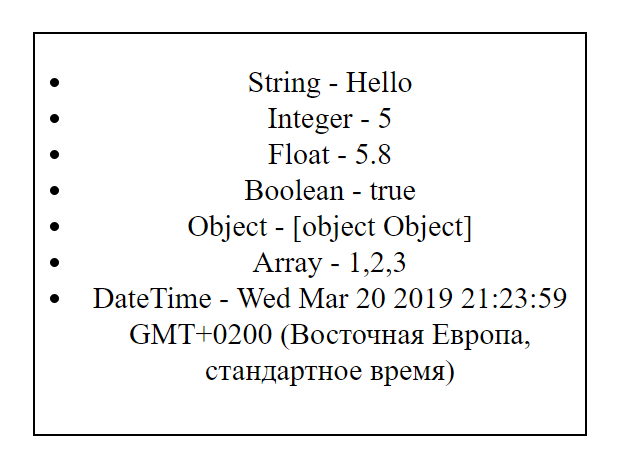 String - Hello
Integer - 5
Float - 5.8
Boolean - true
Object - [object Object]
Array - 1,2,3
DateTime - Wed Mar 20 2019 21:23:59
GMT+0200 (Восточная Европа,
стандартное время)